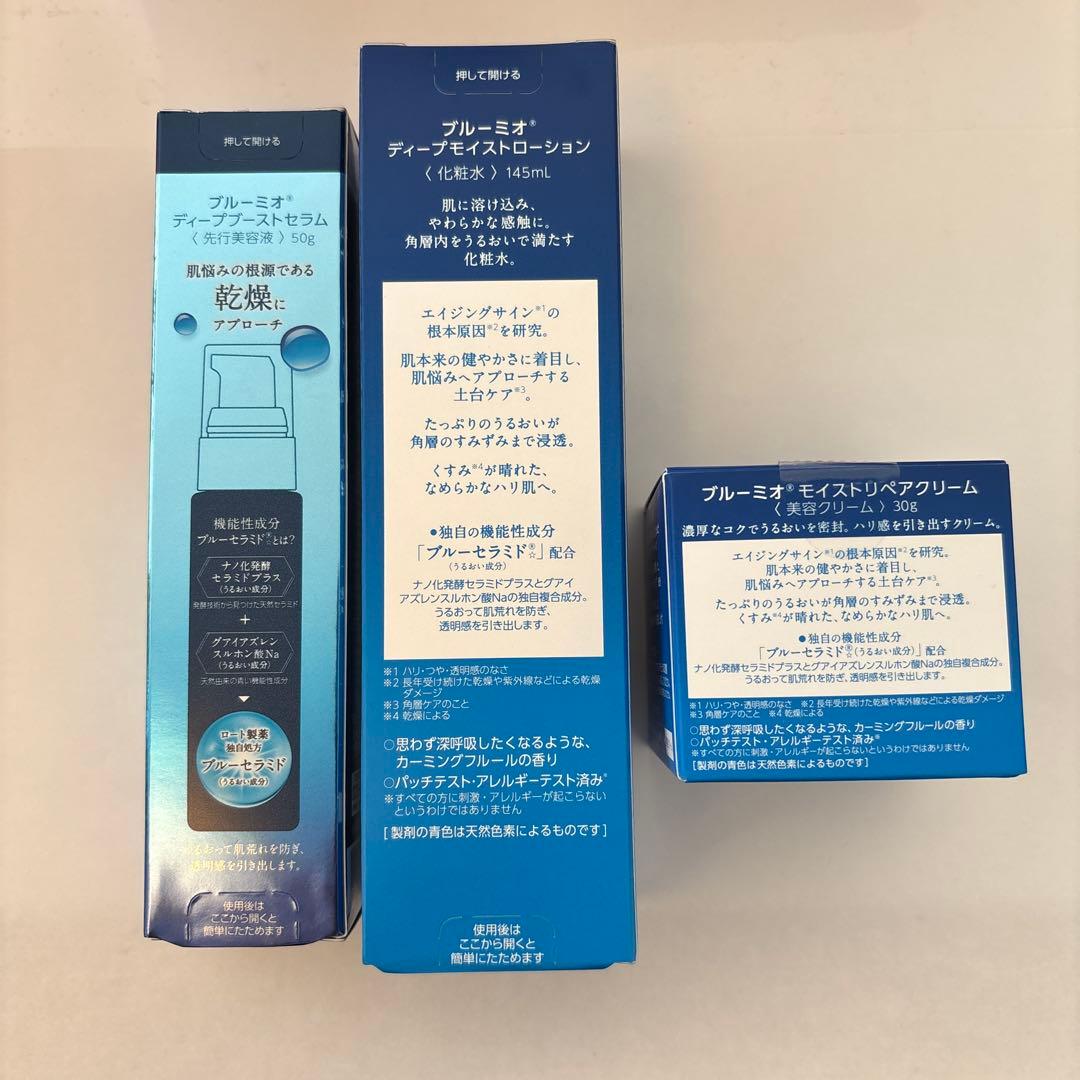 押して開ける
ブルーミオ®
ディープブーストセラム
〈 先行美容液 〉 50g
肌悩みの根源である
乾燥に
アプローチ
機能性成分
ブルーセラミド®☆とは?
ナノ化発酵
セラミドプラス
(うるおい成分)
発酵技術から見つけた天然セラミド
+
グアイアズレン
スルホン酸Na
(うるおい成分)
天然由来の青い機能性成分
ロート製薬
独自処方
ブルーセラミド
(うるおい成分)
うるおって肌荒れを防ぎ、
透明感を引き出します。
使用後は
ここから開くと
簡単にたためます
押して開ける
ブルーミオ®
ディープモイストローション
〈 化粧水 〉 145mL
肌に溶け込み、
やわらかな感触に。
角層内をうるおいで満たす
化粧水。
エイジングサイン※1の
根本原因※2を研究。
肌本来の健やかさに着目し、
肌悩みへアプローチする
土台ケア※3。
たっぷりのうるおいが
角層のすみずみまで浸透。
くすみ※4が晴れた、
なめらかなハリ肌へ。
●独自の機能性成分
「ブルーセラミド®☆」配合
(うるおい成分)
ナノ化発酵セラミドプラスとグアイ
アズレンスルホン酸Naの独自複合成分。
うるおって肌荒れを防ぎ、
透明感を引き出します。
※1 ハリ・つや・透明感のなさ
※2 長年受け続けた乾燥や紫外線などによる乾燥
ダメージ
※3 角層ケアのこと
※4 乾燥による
○思わず深呼吸したくなるような、
カーミングフルールの香り
○パッチテスト・アレルギーテスト済み※
※すべての方に刺激・アレルギーが起こらない
というわけではありません
[ 製剤の青色は天然色素によるものです ]
使用後は
ここから開くと
簡単にたためます
ブルーミオ® モイストリペアクリーム
〈 美容クリーム 〉 30g
濃厚なコクでうるおいを密封。ハリ感を引き出すクリーム。
エイジングサイン※1の根本原因※2を研究。
肌本来の健やかさに着目し、
肌悩みへアプローチする土台ケア※3。
たっぷりのうるおいが角層のすみずみまで浸透。
くすみ※4が晴れた、なめらかなハリ肌へ。
●独自の機能性成分
「ブルーセラミド®☆(うるおい成分)」配合
ナノ化発酵セラミドプラスとグアイアズレンスルホン酸Naの独自複合成分。
うるおって肌荒れを防ぎ、透明感を引き出します。
※1 ハリ・つや・透明感のなさ ※2 長年受け続けた乾燥や紫外線などによる乾燥ダメージ
※3 角層ケアのこと ※4 乾燥による
○思わず深呼吸したくなるような、カーミングフルールの香り
○パッチテスト・アレルギーテスト済み※
※すべての方に刺激・アレルギーが起こらないというわけではありません
[ 製剤の青色は天然色素によるものです ]